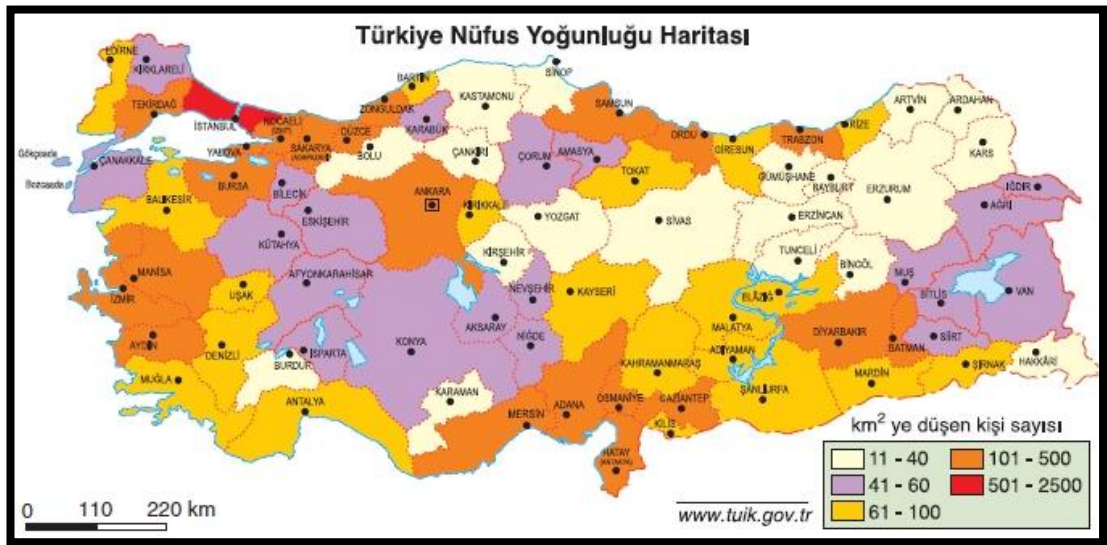 Türkiye Nüfus Yoğunluğu Haritası
EDİRNE
KIRKLARELİ
TEKİRDAĞ
İSTANBUL
KOCAELİ
(İZMİT)
YALOVA
SAKARYA
(ADAPAZARI)
DÜZCE
ZONGULDAK
BARTIN
KARABÜK
KASTAMONU
SİNOP
SAMSUN
ORDU
GİRESUN
TRABZON
RİZE
ARTVİN
ARDAHAN
KARS
Gökçeada
Bozcaada
ÇANAKKALE
BALIKESİR
BURSA
BİLECİK
BOLU
ÇANKIRI
ÇORUM
AMASYA
TOKAT
GÜMÜŞHANE
BAYBURT
ERZURUM
IĞDIR
AĞRI
ESKİŞEHİR
ANKARA
KIRIKKALE
YOZGAT
SİVAS
ERZİNCAN
KÜTAHYA
KIRŞEHİR
TUNCELİ
BİNGÖL
MUŞ
BİTLİS
VAN
MANİSA
İZMİR
UŞAK
AFYONKARAHİSAR
NEVŞEHİR
KAYSERİ
ELAZIĞ
MALATYA
DİYARBAKIR
BATMAN
SİİRT
AYDIN
DENİZLİ
BURDUR
ISPARTA
KONYA
AKSARAY
NİĞDE
KAHRAMANMARAŞ
ADIYAMAN
ŞANLIURFA
MARDİN
ŞIRNAK
HAKKÂRİ
MUĞLA
ANTALYA
KARAMAN
MERSİN
ADANA
OSMANİYE
GAZİANTEP
KİLİS
HATAY
(ANTAKYA)
km² ye düşen kişi sayısı
11 - 40
101 - 500
41 - 60
501 - 2500
61 - 100
0 110 220 km
www.tuik.gov.tr